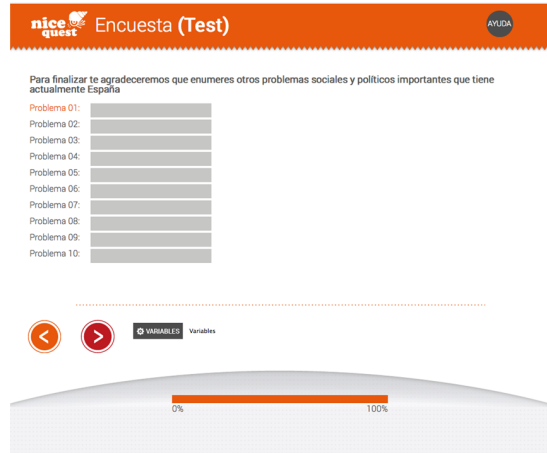 nice
quest
Encuesta (Test)
AYUDA
Para finalizar te agradeceremos que enumeres otros problemas sociales y políticos importantes que tiene
actualmente España
Problema 01:
Problema 02:
Problema 03:
Problema 04:
Problema 05:
Problema 06:
Problema 07:
Problema 08:
Problema 09:
Problema 10:
VARIABLES Variables
0% 100%